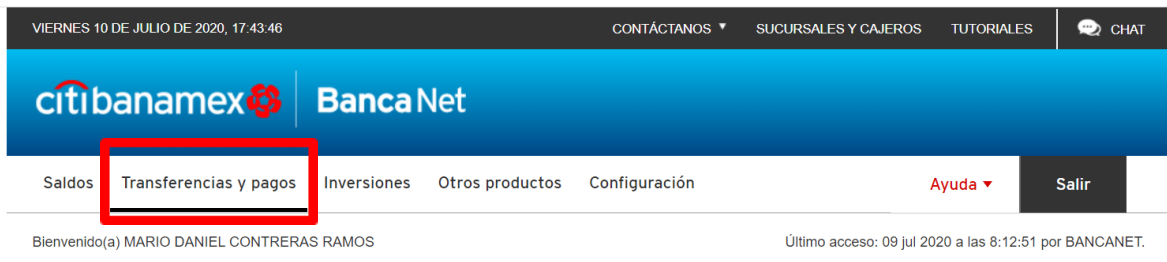 VIERNES 10 DE JULIO DE 2020, 17:43:46 CONTÁCTANOS ▼ SUCURSALES Y CAJEROS TUTORIALES CHAT
citibanamex BancaNet
Saldos Transferencias y pagos Inversiones Otros productos Configuración Ayuda ▼ Salir
Bienvenido(a) MARIO DANIEL CONTRERAS RAMOS Último acceso: 09 jul 2020 a las 8:12:51 por BANCANET.